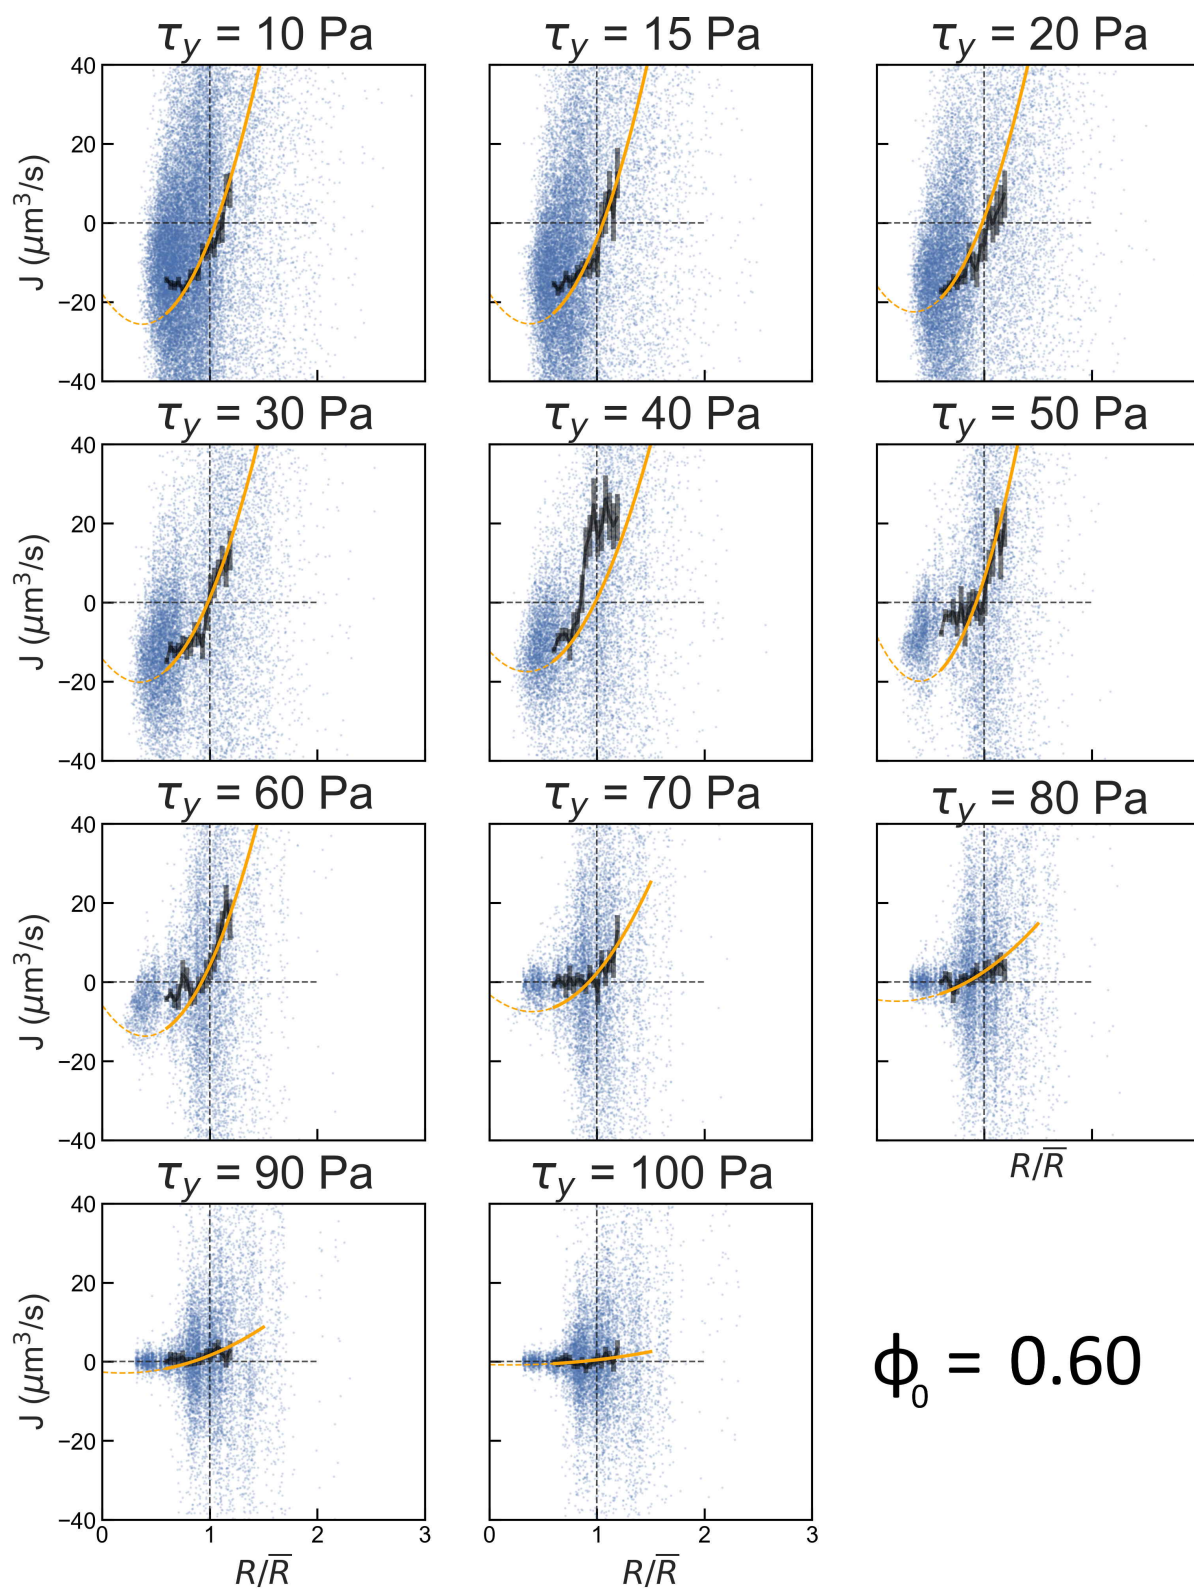 τy = 10 Pa
τy = 15 Pa
τy = 20 Pa
40
20
0
−20
−40
J (μm³/s)
τy = 30 Pa
τy = 40 Pa
τy = 50 Pa
40
20
0
−20
−40
J (μm³/s)
τy = 60 Pa
τy = 70 Pa
τy = 80 Pa
40
20
0
−20
−40
J (μm³/s)
R/R̅
τy = 90 Pa
τy = 100 Pa
40
20
0
−20
−40
J (μm³/s)
0 1 2 3
0 1 2 3
R/R̅
R/R̅
ϕ₀ = 0.60